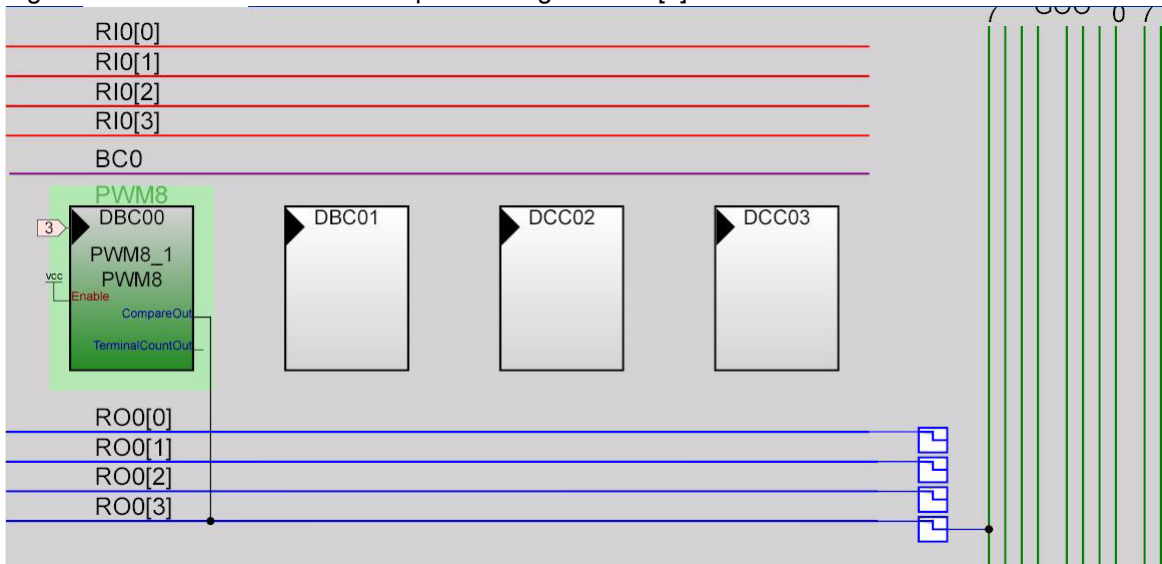 RI0[0]
RI0[1]
RI0[2]
RI0[3]
BC0
PWM8
DBC00
DBC01
DCC02
DCC03
3
PWM8_1
PWM8
vcc
Enable
CompareOut
TerminalCountOut
RO0[0]
RO0[1]
RO0[2]
RO0[3]